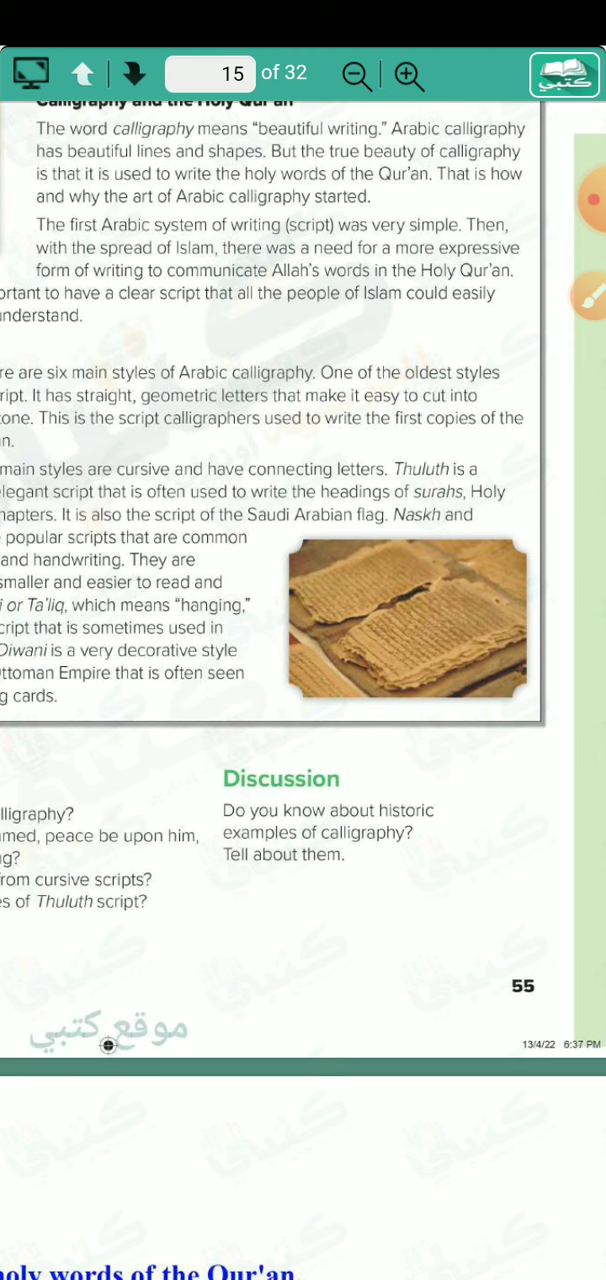 15 of 32
كتبي
Calligraphy and the Holy Qur'an
The word calligraphy means “beautiful writing.” Arabic calligraphy
has beautiful lines and shapes. But the true beauty of calligraphy
is that it is used to write the holy words of the Qur’an. That is how
and why the art of Arabic calligraphy started.
The first Arabic system of writing (script) was very simple. Then,
with the spread of Islam, there was a need for a more expressive
form of writing to communicate Allah’s words in the Holy Qur’an.
ortant to have a clear script that all the people of Islam could easily
understand.
re are six main styles of Arabic calligraphy. One of the oldest styles
ript. It has straight, geometric letters that make it easy to cut into
tone. This is the script calligraphers used to write the first copies of the
n.
main styles are cursive and have connecting letters. Thuluth is a
elegant script that is often used to write the headings of surahs, Holy
hapters. It is also the script of the Saudi Arabian flag. Naskh and
popular scripts that are common
and handwriting. They are
smaller and easier to read and
i or Ta’liq, which means “hanging,”
cript that is sometimes used in
Diwani is a very decorative style
ttoman Empire that is often seen
g cards.
lligraphy?
med, peace be upon him,
g?
from cursive scripts?
es of Thuluth script?
Discussion
Do you know about historic
examples of calligraphy?
Tell about them.
55
موقع كتبي
13/4/22 6:37 PM
holy words of the Qur'an